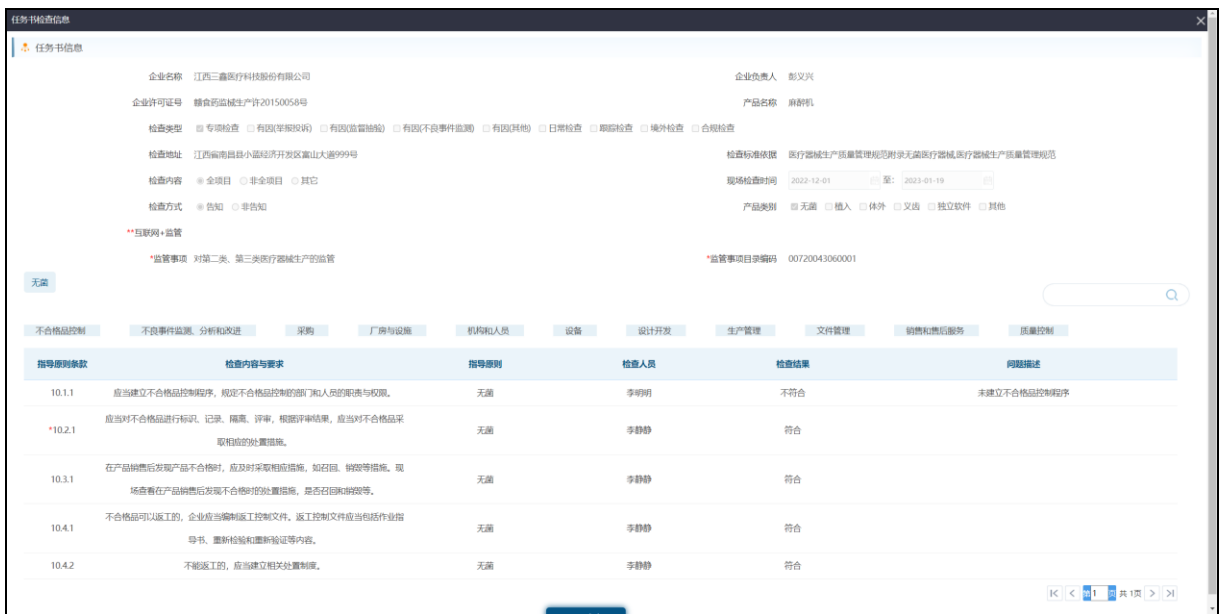 任务书检查信息
任务书信息
企业名称 江西三鑫医疗科技股份有限公司 企业负责人 彭义兴
企业许可证号 赣食药监械生产许20150058号 产品名称 麻醉机
检查类型 专项检查 有因(举报投诉) 有因(监督抽验) 有因(不良事件监测) 有因(其他) 日常检查 跟踪检查 境外检查 合规检查
检查地址 江西省南昌县小蓝经济开发区富山大道999号 检查标准依据 医疗器械生产质量管理规范附录无菌医疗器械,医疗器械生产质量管理规范
检查内容 全项目 非全项目 其它 现场检查时间 2022-12-01 至: 2023-01-19
检查方式 告知 非告知 产品类别 无菌 植入 体外 义齿 独立软件 其他
**互联网+监管
*监管事项 对第二类、第三类医疗器械生产的监管 *监管事项目录编码 00720043060001
无菌
不合格品控制 不良事件监测、分析和改进 采购 厂房与设施 机构和人员 设备 设计开发 生产管理 文件管理 销售和售后服务 质量控制
指导原则条款 检查内容与要求 指导原则 检查人员 检查结果 问题描述
10.1.1 应当建立不合格品控制程序，规定不合格品控制的部门和人员的职责与权限。 无菌 李明明 不符合 未建立不合格品控制程序
应当对不合格品进行标识、记录、隔离、评审，根据评审结果，应当对不合格品采
*10.2.1 取相应的处置措施。 无菌 李静静 符合
在产品销售后发现产品不合格时，应及时采取相应措施，如召回、销毁等措施。现
10.3.1 场查看在产品销售后发现不合格时的处置措施，是否召回和销毁等。 无菌 李静静 符合
不合格品可以返工的，企业应当编制返工控制文件。返工控制文件应当包括作业指
10.4.1 导书、重新检验和重新验证等内容。 无菌 李静静 符合
10.4.2 不能返工的，应当建立相关处置制度。 无菌 李静静 符合
第 1 页 共 1页